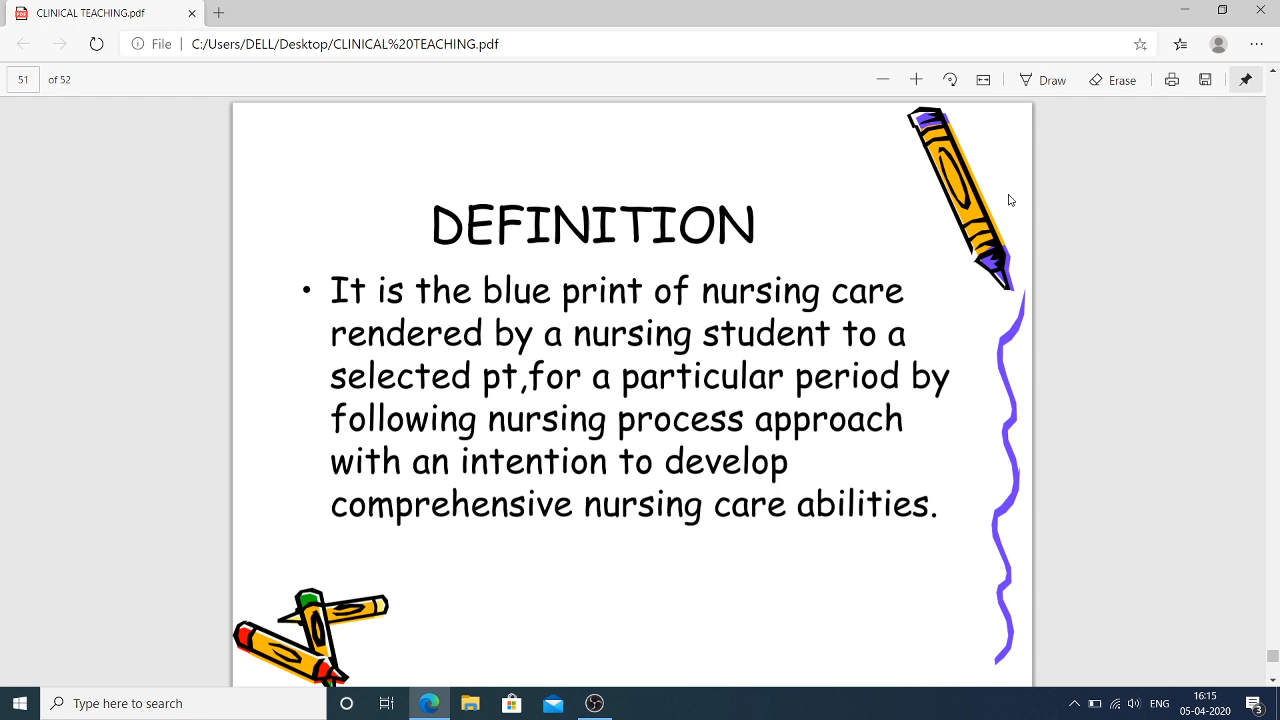 CLINICAL TEACHING.pdf
File C:/Users/DELL/Desktop/CLINICAL%20TEACHING.pdf
51 of 52 Draw Erase
DEFINITION
• It is the blue print of nursing care
rendered by a nursing student to a
selected pt,for a particular period by
following nursing process approach
with an intention to develop
comprehensive nursing care abilities.
Type here to search
ENG
16:15
05-04-2020
3